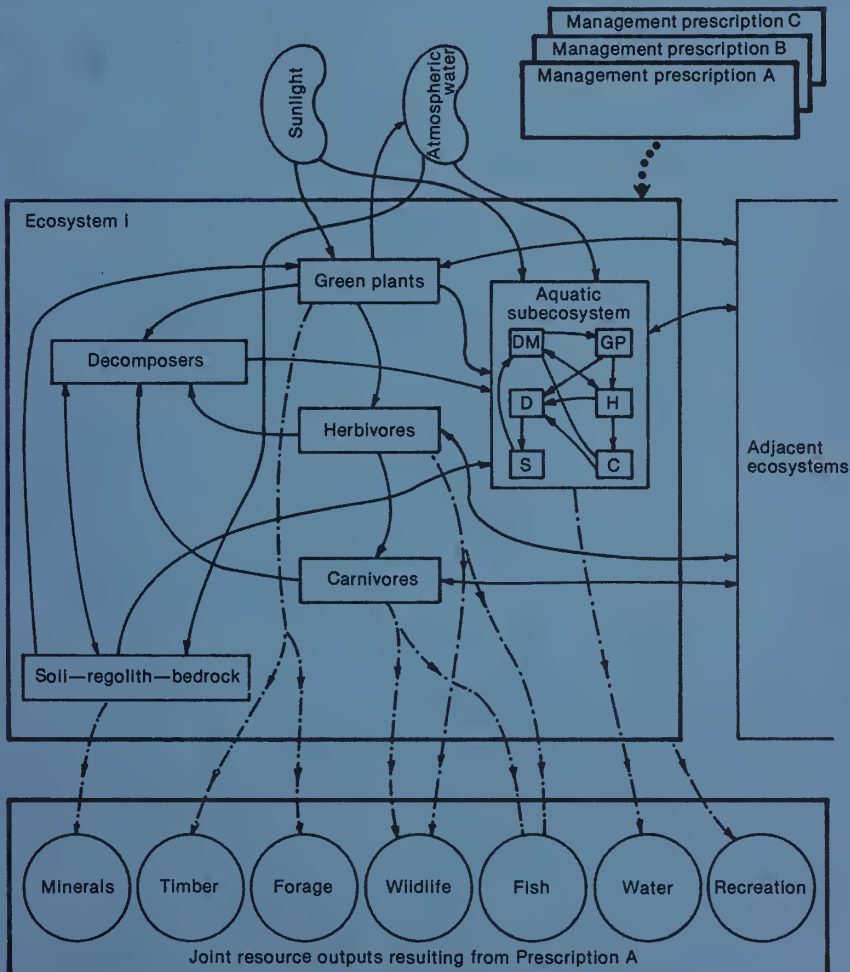 Management prescription C
Management prescription B
Management prescription A
Sunlight
Atmospheric
water
Ecosystem i
Green plants
Aquatic
subecosystem
DM
GP
Decomposers
D
H
Herbivores
S
C
Adjacent
ecosystems
Carnivores
Soil—regolith—bedrock
Minerals
Timber
Forage
Wildlife
Fish
Water
Recreation
Joint resource outputs resulting from Prescription A